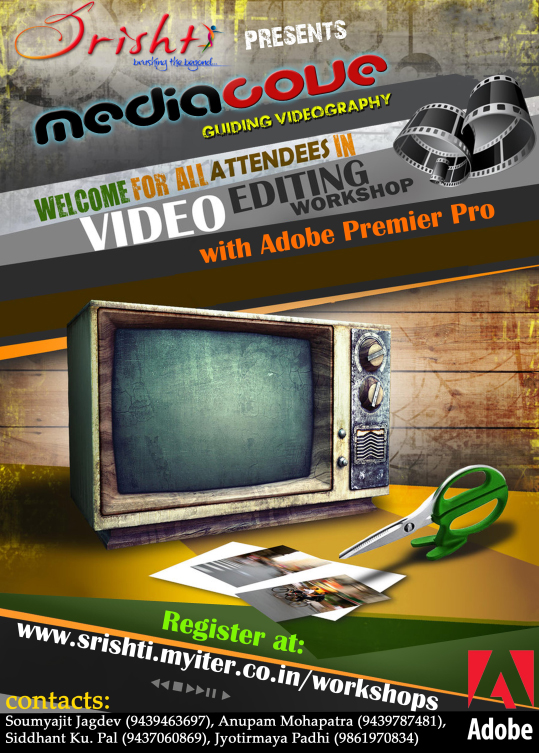 Srishti
brushing the beyond...
PRESENTS
mediacove
GUIDING VIDEOGRAPHY
WELCOME FOR ALL ATTENDEES IN
VIDEO EDITING
WORKSHOP
with Adobe Premier Pro
Register at:
www.srishti.myiter.co.in/workshops
contacts:
Soumyajit Jagdev (9439463697), Anupam Mohapatra (9439787481),
Siddhant Ku. Pal (9437060869), Jyotirmaya Padhi (9861970834)
Adobe